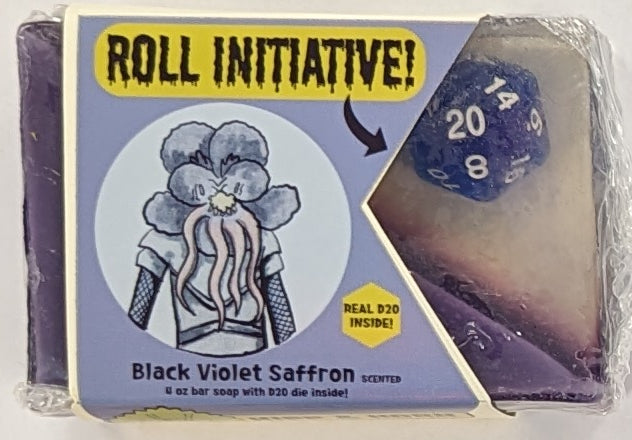 ROLL INITIATIVE!
14
20
8
REAL D20
INSIDE!
Black Violet Saffron SCENTED
oz bar soap with D20 die inside!